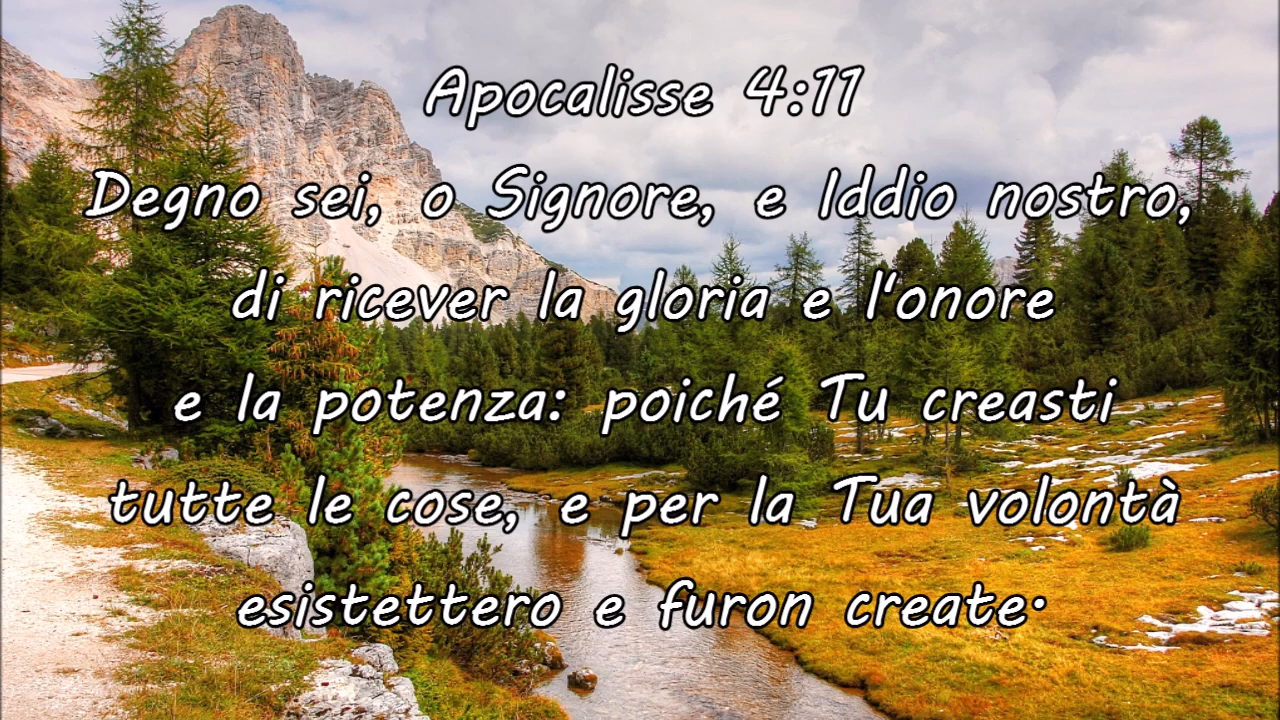 Apocalisse 4:11
Degno sei, o Signore, e Iddio nostro,
di ricever la gloria e l'onore
e la potenza: poiché Tu creasti
tutte le cose, e per la Tua volontà
esistettero e furon create.